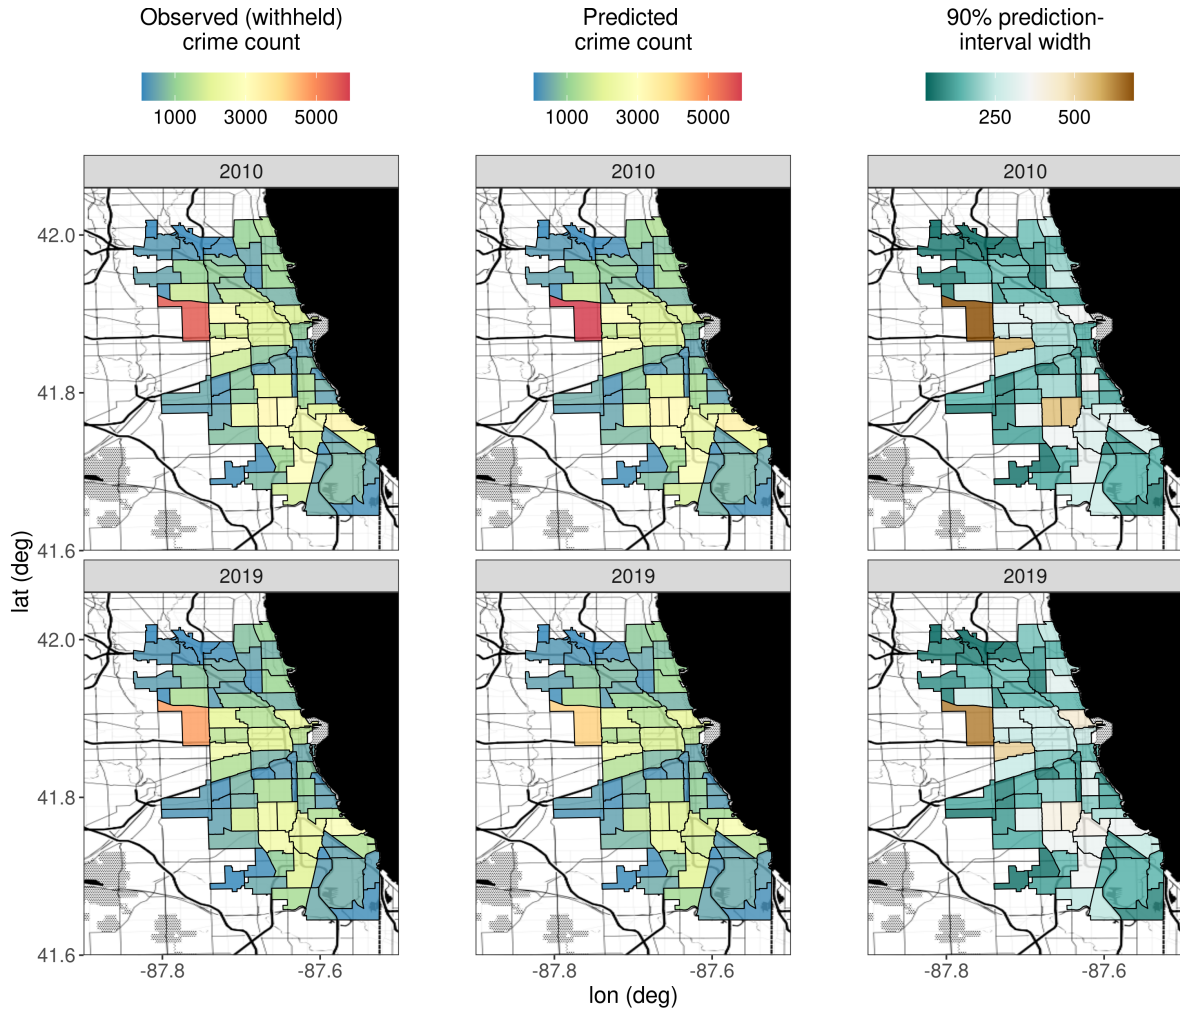 Observed (withheld)
crime count
Predicted
crime count
90% prediction-
interval width
1000 3000 5000
1000 3000 5000
250 500
2010
2010
2010
42.0
41.8
41.6
2019
2019
2019
42.0
41.8
41.6
lat (deg)
-87.8 -87.6
-87.8 -87.6
-87.8 -87.6
lon (deg)